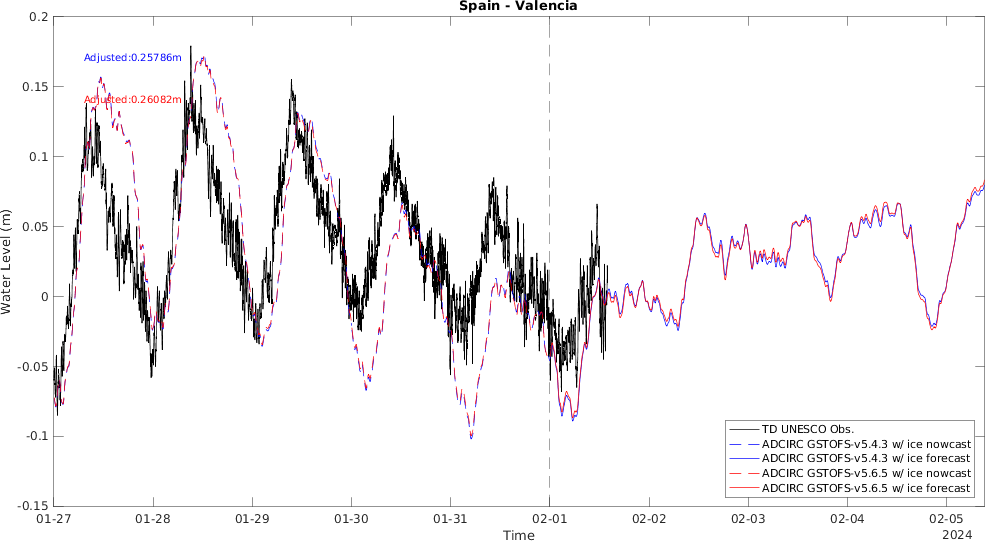 Spain - Valencia
0.2
0.15
0.1
0.05
0
-0.05
-0.1
-0.15
Water Level (m)
Adjusted:0.25786m
Adjusted:0.26082m
TD UNESCO Obs.
ADCIRC GSTOFS-v5.4.3 w/ ice nowcast
ADCIRC GSTOFS-v5.4.3 w/ ice forecast
ADCIRC GSTOFS-v5.6.5 w/ ice nowcast
ADCIRC GSTOFS-v5.6.5 w/ ice forecast
01-27 01-28 01-29 01-30 01-31 02-01 02-02 02-03 02-04 02-05
Time
2024